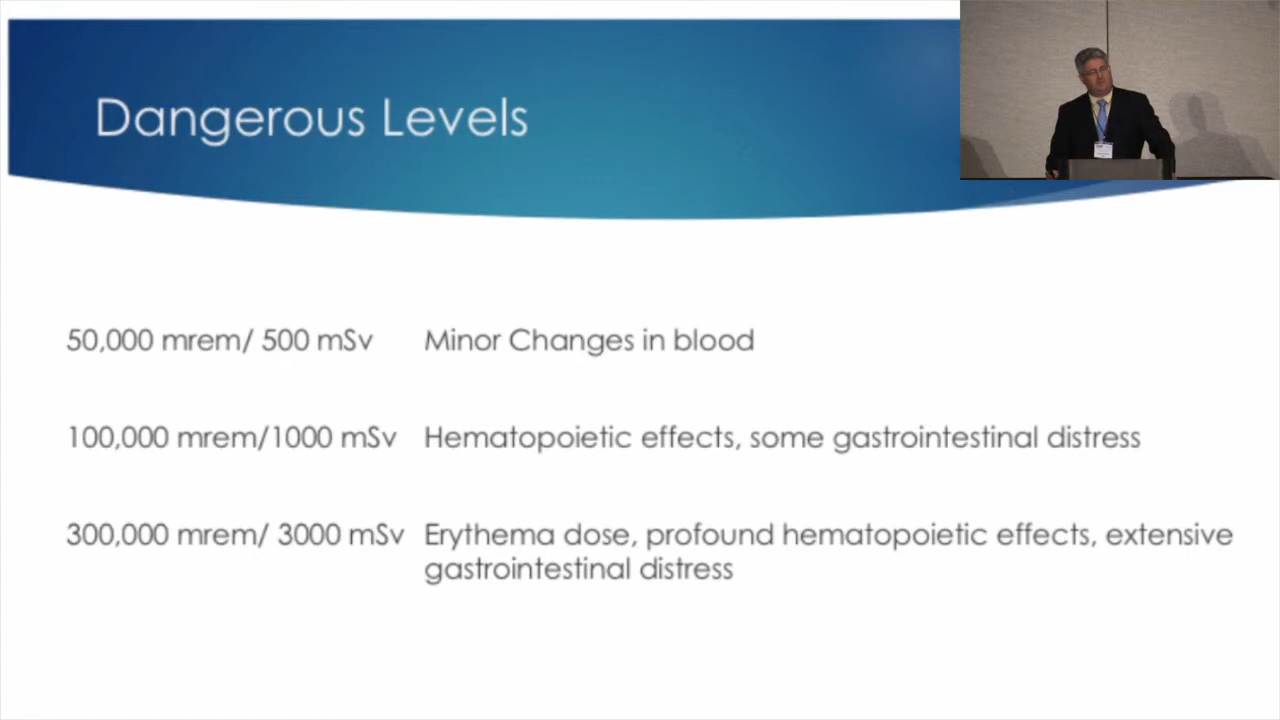 Dangerous Levels
50,000 mrem/ 500 mSv Minor Changes in blood
100,000 mrem/1000 mSv Hematopoietic effects, some gastrointestinal distress
300,000 mrem/ 3000 mSv Erythema dose, profound hematopoietic effects, extensive
gastrointestinal distress